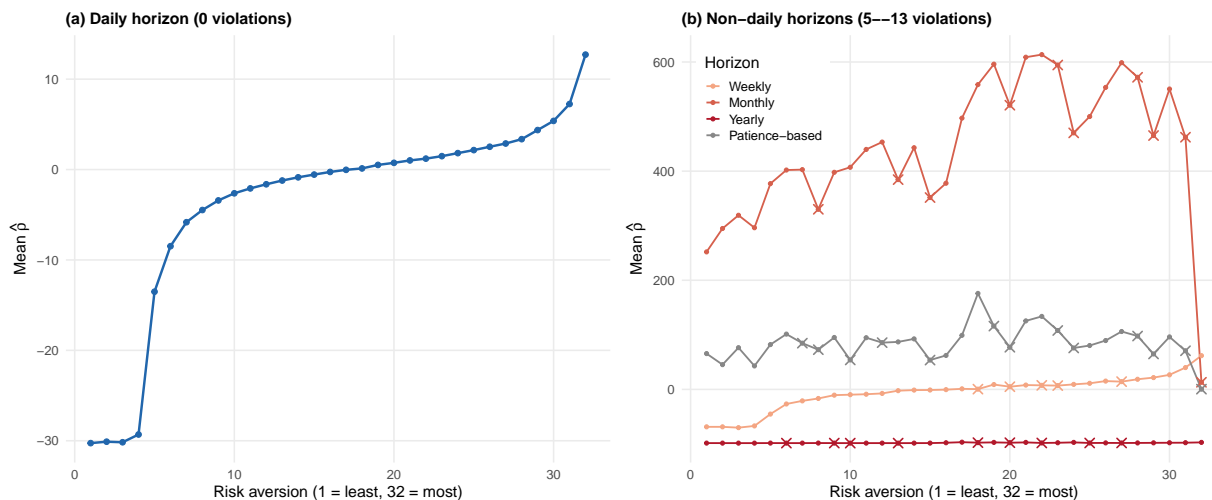 (a) Daily horizon (0 violations)
Mean ρ̂
10
0
−10
−20
−30
0
10
20
30
Risk aversion (1 = least, 32 = most)
(b) Non−daily horizons (5−−13 violations)
Horizon
Weekly
Monthly
Yearly
Patience−based
Mean ρ̂
600
400
200
0
0
10
20
30
Risk aversion (1 = least, 32 = most)